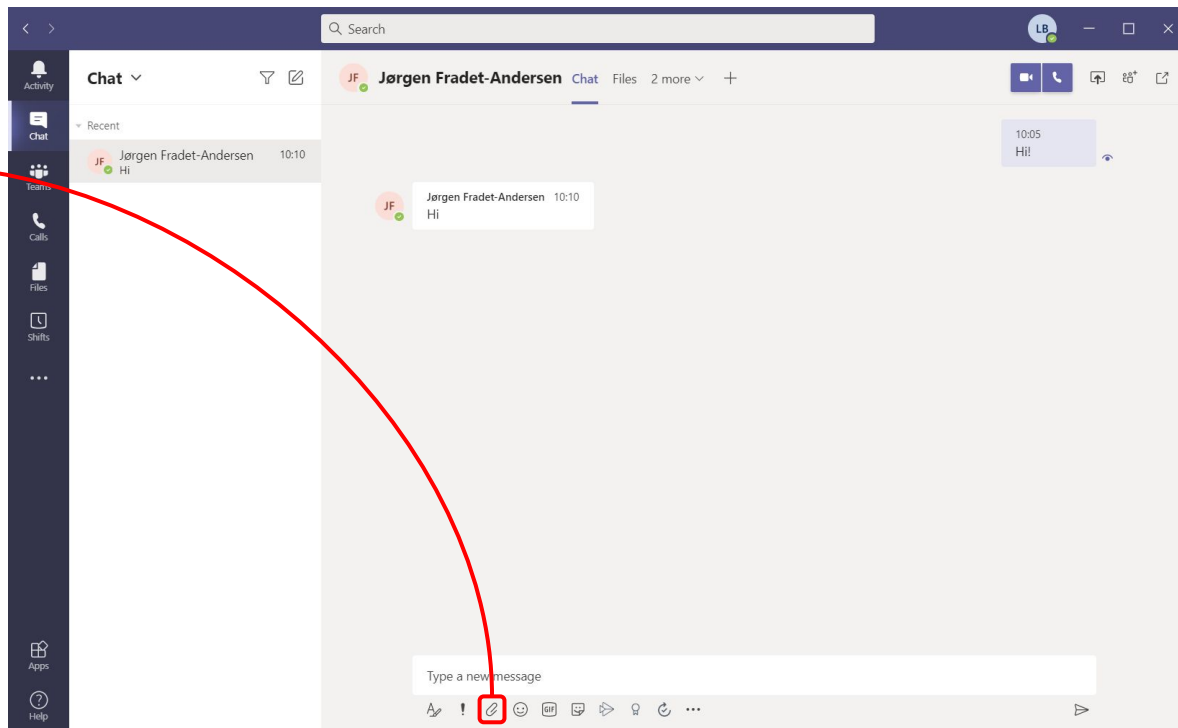 Search
LB
Activity
Chat
Teams
Calls
Files
Shifts
Apps
Help
Chat
Recent
JF
Jørgen Fradet-Andersen 10:10
Hi
JF
Jørgen Fradet-Andersen Chat Files 2 more
10:05
Hi!
JF
Jørgen Fradet-Andersen 10:10
Hi
Type a new message
GIF